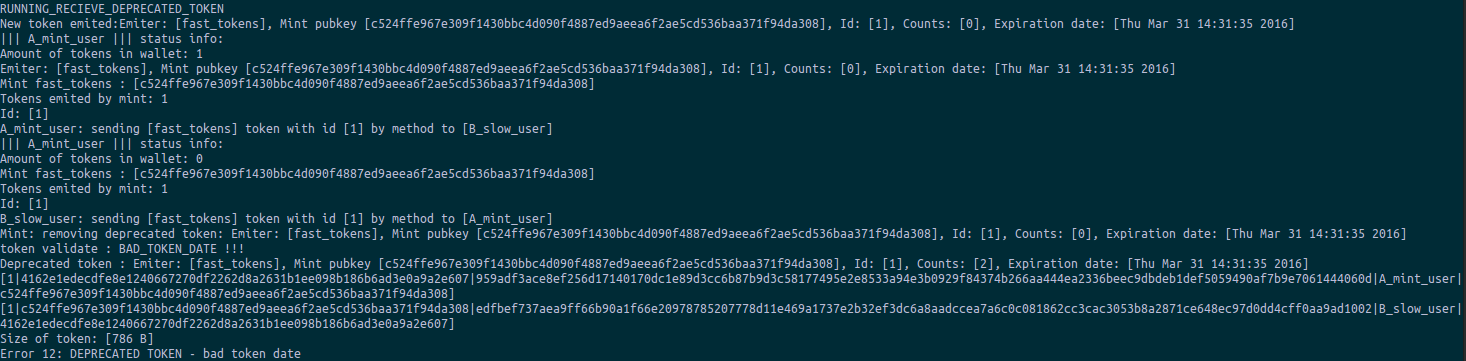 RUNNING_RECIEVE_DEPRECATED_TOKEN
New token emited:Emiter: [fast_tokens], Mint pubkey [c524ffe967e309f1430bbc4d090f4887ed9aeea6f2ae5cd536baa371f94da308], Id: [1], Counts: [0], Expiration date: [Thu Mar 31 14:31:35 2016]
||| A_mint_user ||| status info:
Amount of tokens in wallet: 1
Emiter: [fast_tokens], Mint pubkey [c524ffe967e309f1430bbc4d090f4887ed9aeea6f2ae5cd536baa371f94da308], Id: [1], Counts: [0], Expiration date: [Thu Mar 31 14:31:35 2016]
Mint fast_tokens : [c524ffe967e309f1430bbc4d090f4887ed9aeea6f2ae5cd536baa371f94da308]
Tokens emited by mint: 1
Id: [1]
A_mint_user: sending [fast_tokens] token with id [1] by method to [B_slow_user]
||| A_mint_user ||| status info:
Amount of tokens in wallet: 0
Mint fast_tokens : [c524ffe967e309f1430bbc4d090f4887ed9aeea6f2ae5cd536baa371f94da308]
Tokens emited by mint: 1
Id: [1]
B_slow_user: sending [fast_tokens] token with id [1] by method to [A_mint_user]
Mint: removing deprecated token: Emiter: [fast_tokens], Mint pubkey [c524ffe967e309f1430bbc4d090f4887ed9aeea6f2ae5cd536baa371f94da308], Id: [1], Counts: [0], Expiration date: [Thu Mar 31 14:31:35 2016]
token validate : BAD_TOKEN_DATE !!!
Deprecated token : Emiter: [fast_tokens], Mint pubkey [c524ffe967e309f1430bbc4d090f4887ed9aeea6f2ae5cd536baa371f94da308], Id: [1], Counts: [2], Expiration date: [Thu Mar 31 14:31:35 2016]
[1|4162e1edecdfe8e1240667270df2262d8a2631b1ee098b186b6ad3e0a9a2e607|959adf3ace8ef256d17140170dc1e89d3cc6b87b9d3c58177495e2e8533a94e3b0929f84374b266aa444ea2336beec9dbdeb1def5059490af7b9e7061444060d|A_mint_user|
c524ffe967e309f1430bbc4d090f4887ed9aeea6f2ae5cd536baa371f94da308]
[1|c524ffe967e309f1430bbc4d090f4887ed9aeea6f2ae5cd536baa371f94da308|edfbef737aea9ff66b90a1f66e20978785207778d11e469a1737e2b32ef3dc6a8aadccea7a6c0c081862cc3cac3053b8a2871ce648ec97d0dd4cff0aa9ad1002|B_slow_user|
4162e1edecdfe8e1240667270df2262d8a2631b1ee098b186b6ad3e0a9a2e607]
Size of token: [786 B]
Error 12: DEPRECATED TOKEN - bad token date